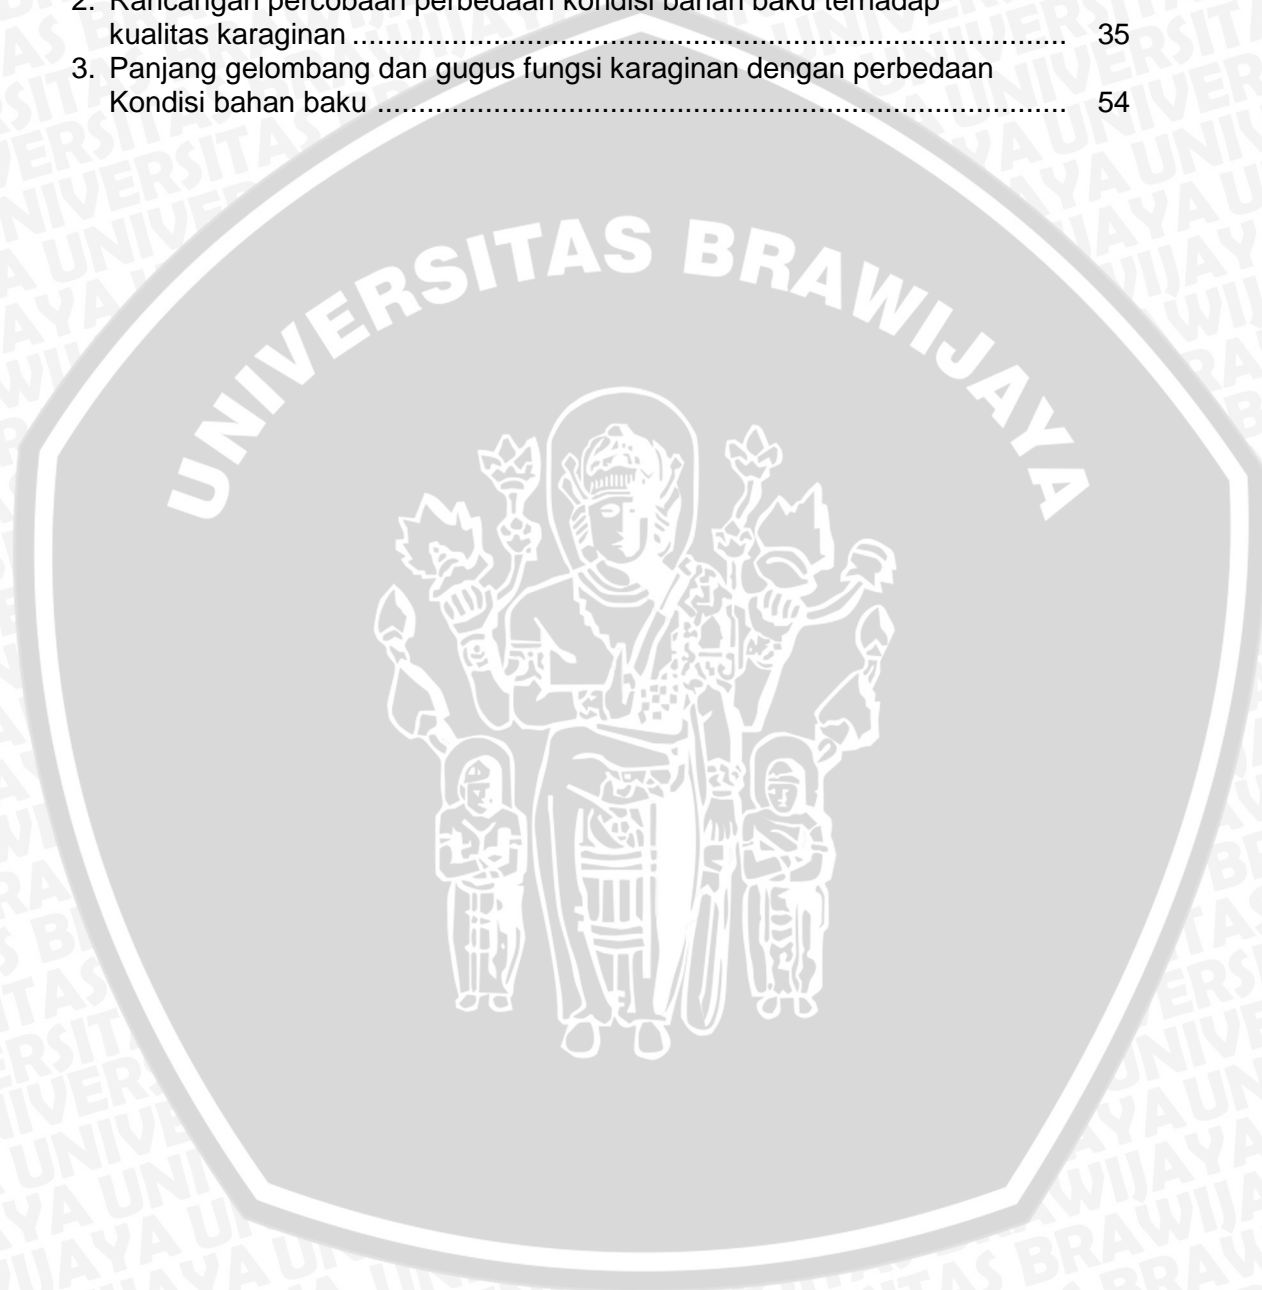 2. Rancangan percobaan perbedaan kondisi bahan baku terhadap
kualitas karaginan ...................................................................................... 35
3. Panjang gelombang dan gugus fungsi karaginan dengan perbedaan
Kondisi bahan baku ................................................................................... 54
UNIVERSITAS BRAWIJAYA